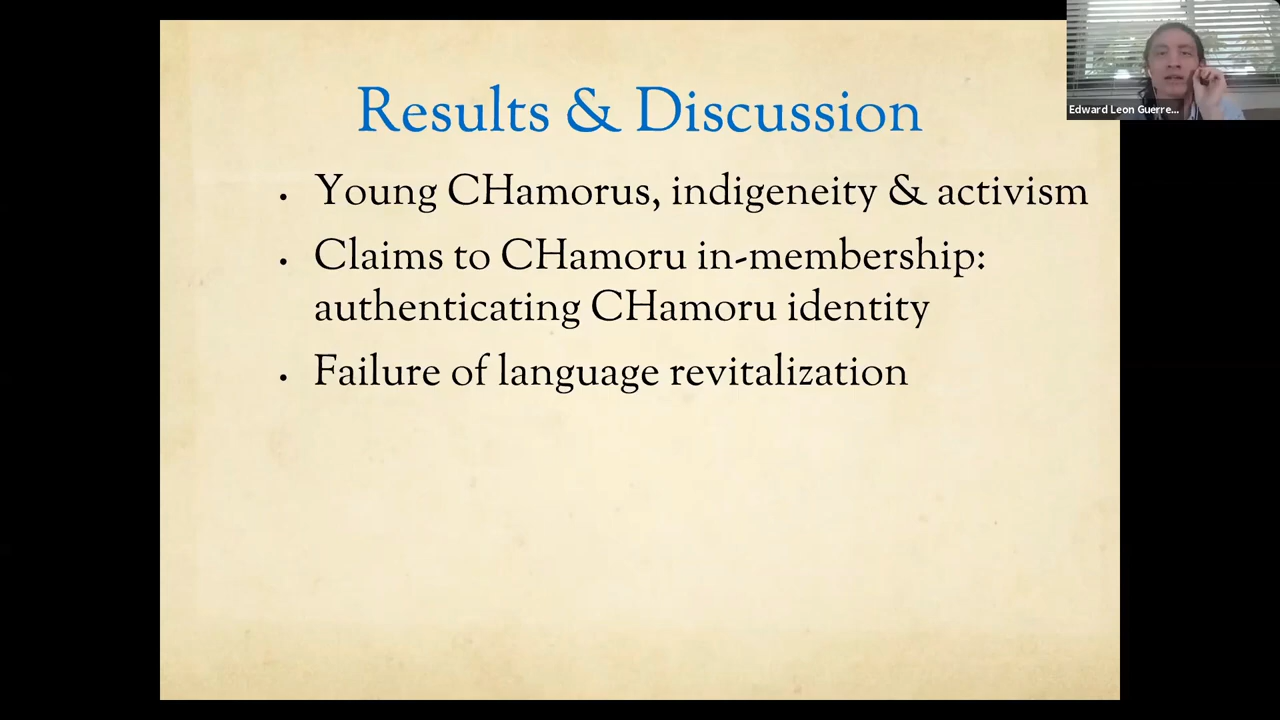 Results & Discussion
Edward Leon Guerre...
• Young CHamorus, indigeneity & activism
• Claims to CHamoru in-membership:
authenticating CHamoru identity
• Failure of language revitalization